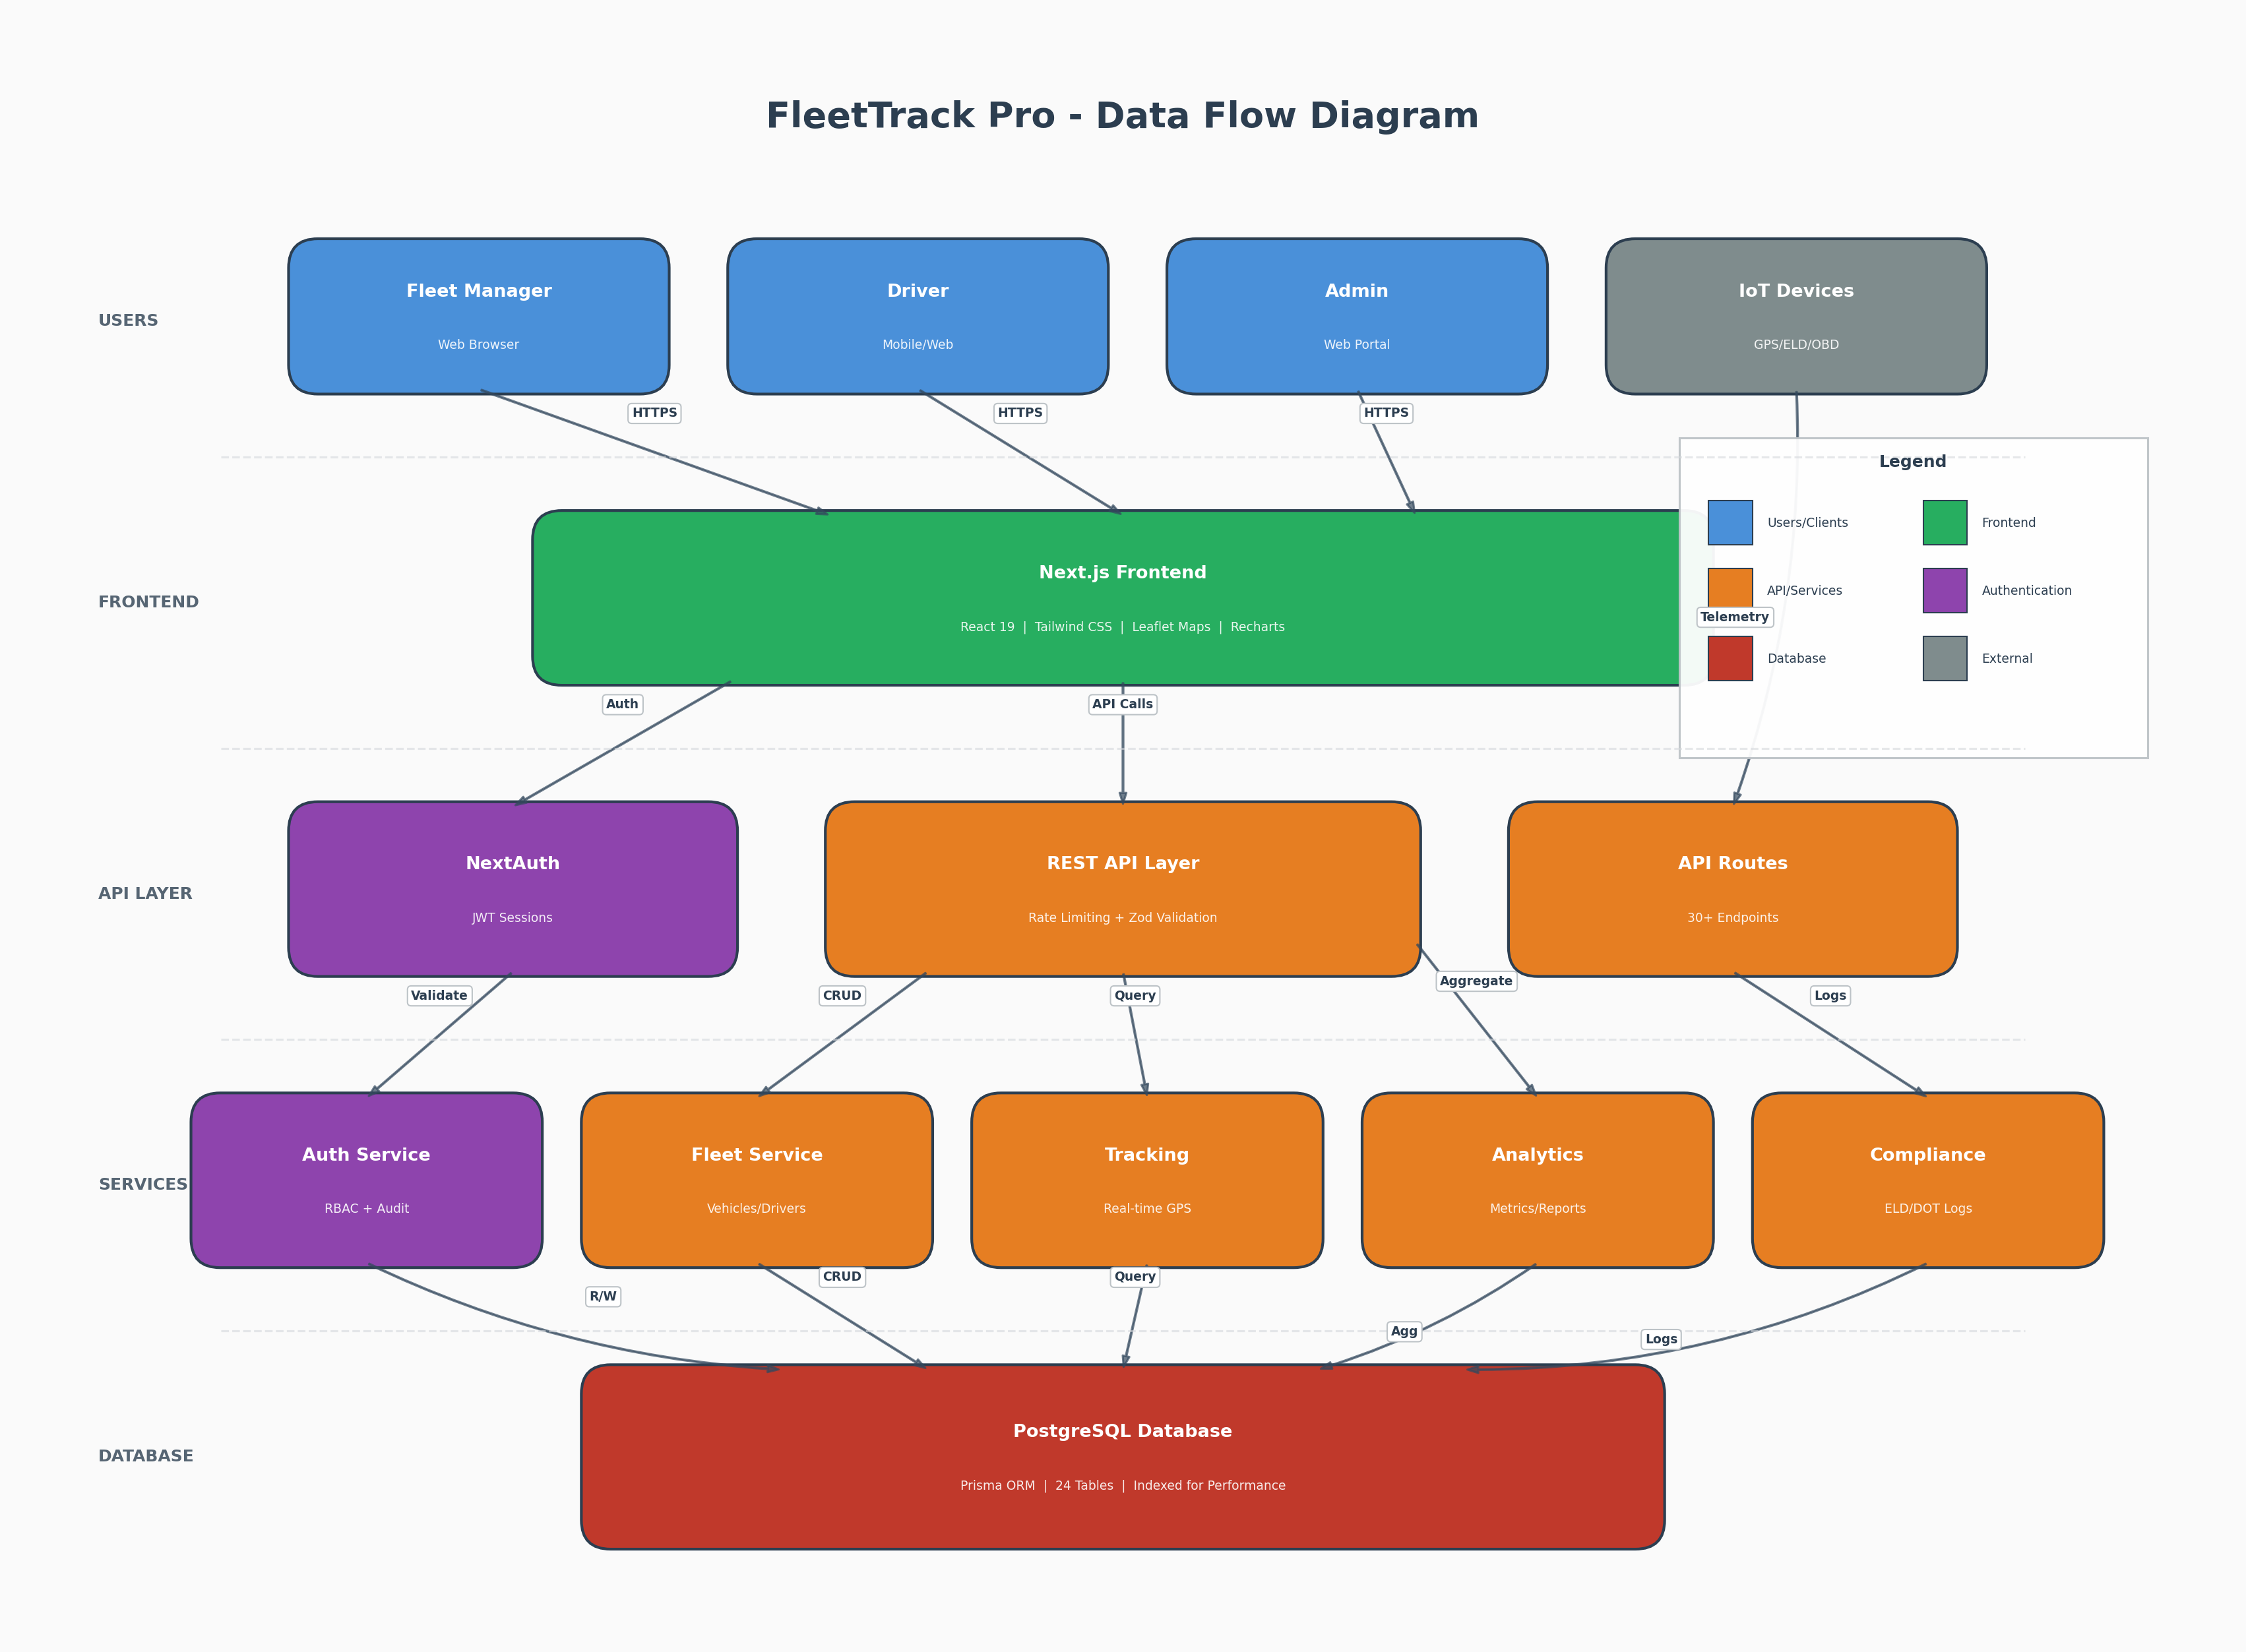 FleetTrack Pro - Data Flow Diagram
USERS
Fleet Manager
Web Browser
Driver
Mobile/Web
Admin
Web Portal
IoT Devices
GPS/ELD/OBD
HTTPS
HTTPS
HTTPS
Legend
Users/Clients
Frontend
API/Services
Authentication
Telemetry
Database
External
FRONTEND
Next.js Frontend
React 19 | Tailwind CSS | Leaflet Maps | Recharts
Auth
API Calls
API LAYER
NextAuth
JWT Sessions
REST API Layer
Rate Limiting + Zod Validation
API Routes
30+ Endpoints
Validate
CRUD
Query
Aggregate
Logs
SERVICES
Auth Service
RBAC + Audit
Fleet Service
Vehicles/Drivers
Tracking
Real-time GPS
Analytics
Metrics/Reports
Compliance
ELD/DOT Logs
R/W
CRUD
Query
Agg
Logs
DATABASE
PostgreSQL Database
Prisma ORM | 24 Tables | Indexed for Performance